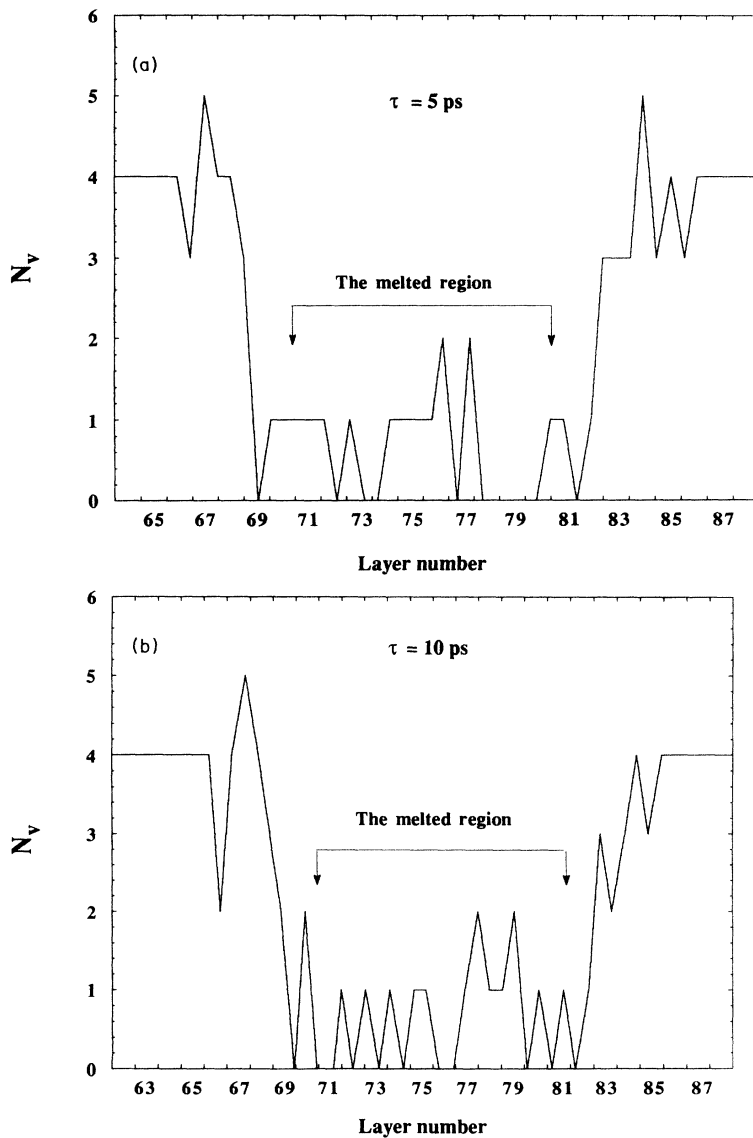 6
(a)
τ = 5 ps
5
4
N_v
3
The melted region
2
1
0
65 67 69 71 73 75 77 79 81 83 85 87
Layer number
6
(b)
τ = 10 ps
5
4
N_v
3
The melted region
2
1
0
63 65 67 69 71 73 75 77 79 81 83 85 87
Layer number